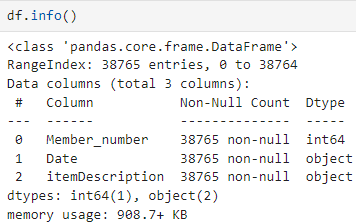 df.info()
<class 'pandas.core.frame.DataFrame'>
RangeIndex: 38765 entries, 0 to 38764
Data columns (total 3 columns):
 #   Column           Non-Null Count  Dtype
---  ------           --------------  -----
 0   Member_number    38765 non-null  int64
 1   Date             38765 non-null  object
 2   itemDescription  38765 non-null  object
dtypes: int64(1), object(2)
memory usage: 908.7+ KB